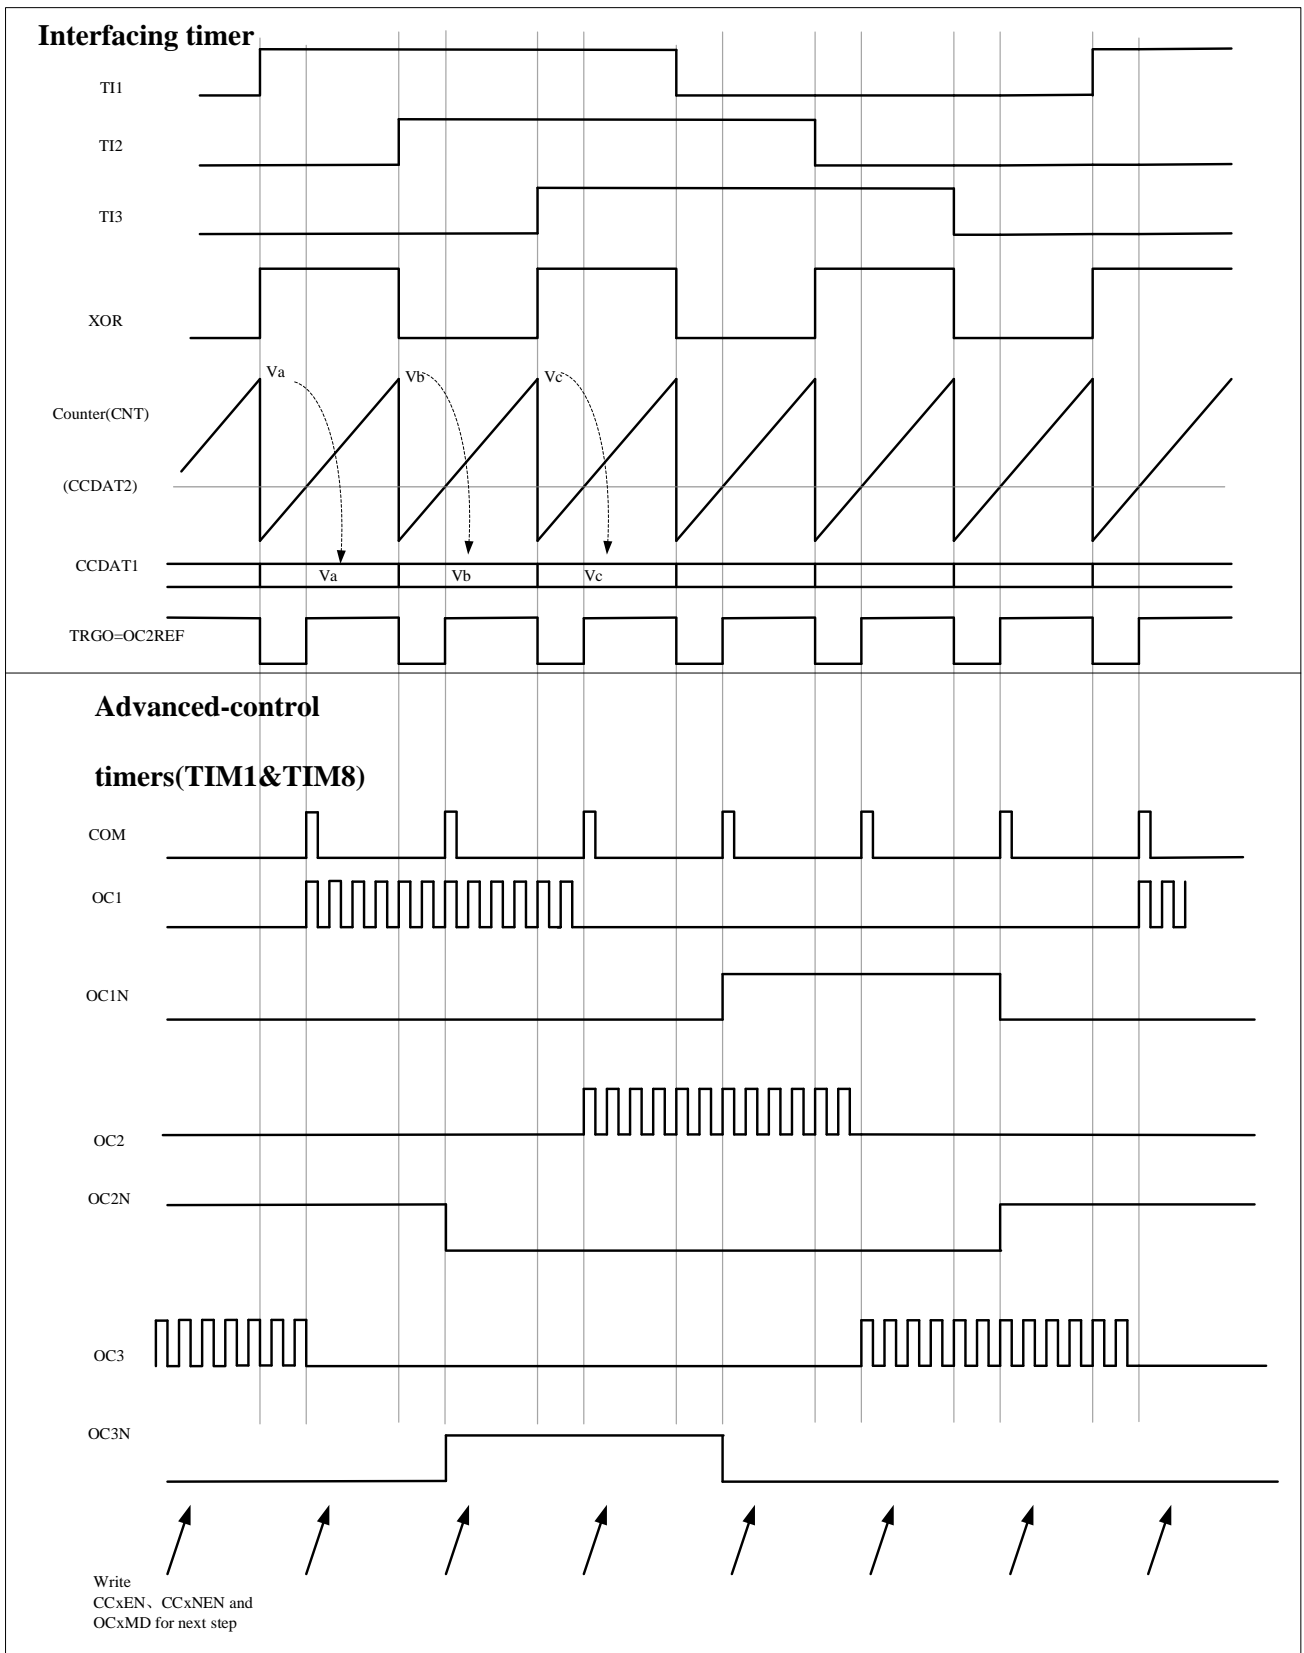 Interfacing timer
TI1
TI2
TI3
XOR
Va
Vb
Vc
Counter(CNT)
(CCDAT2)
CCDAT1
Va
Vb
Vc
TRGO=OC2REF
Advanced-control
timers(TIM1&TIM8)
COM
OC1
OC1N
OC2
OC2N
OC3
OC3N
Write
CCxEN、CCxNEN and
OCxMD for next step